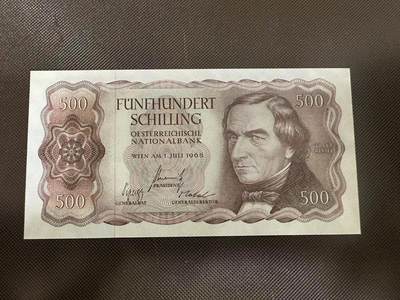 500
FÜNFHUNDERT
SCHILLING
OESTERREICHISCHE
NATIONALBANK
WIEN AM 1. JULI 1965
PRÄSIDENT
GENERALRAT
GENERALDIREKTOR
500
500
500